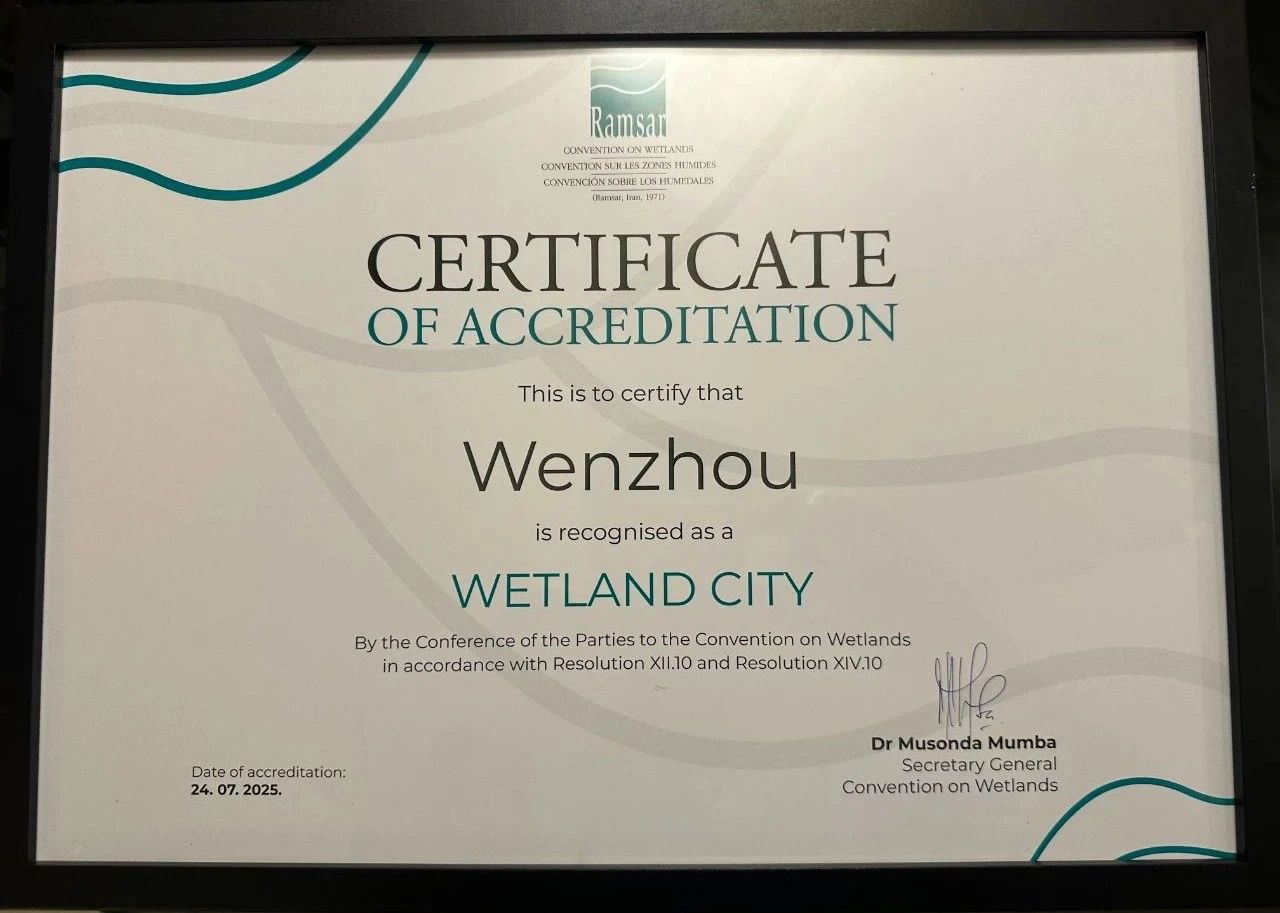 Ramsar
CONVENTION ON WETLANDS
CONVENTION SUR LES ZONES HUMIDES
CONVENCIÓN SOBRE LOS HUMEDALES
(Ramsar, Iran, 1971)
CERTIFICATE
OF ACCREDITATION
This is to certify that
Wenzhou
is recognised as a
WETLAND CITY
By the Conference of the Parties to the Convention on Wetlands
in accordance with Resolution XII.10 and Resolution XIV.10
Dr Musonda Mumba
Secretary General
Convention on Wetlands
Date of accreditation:
24. 07. 2025.